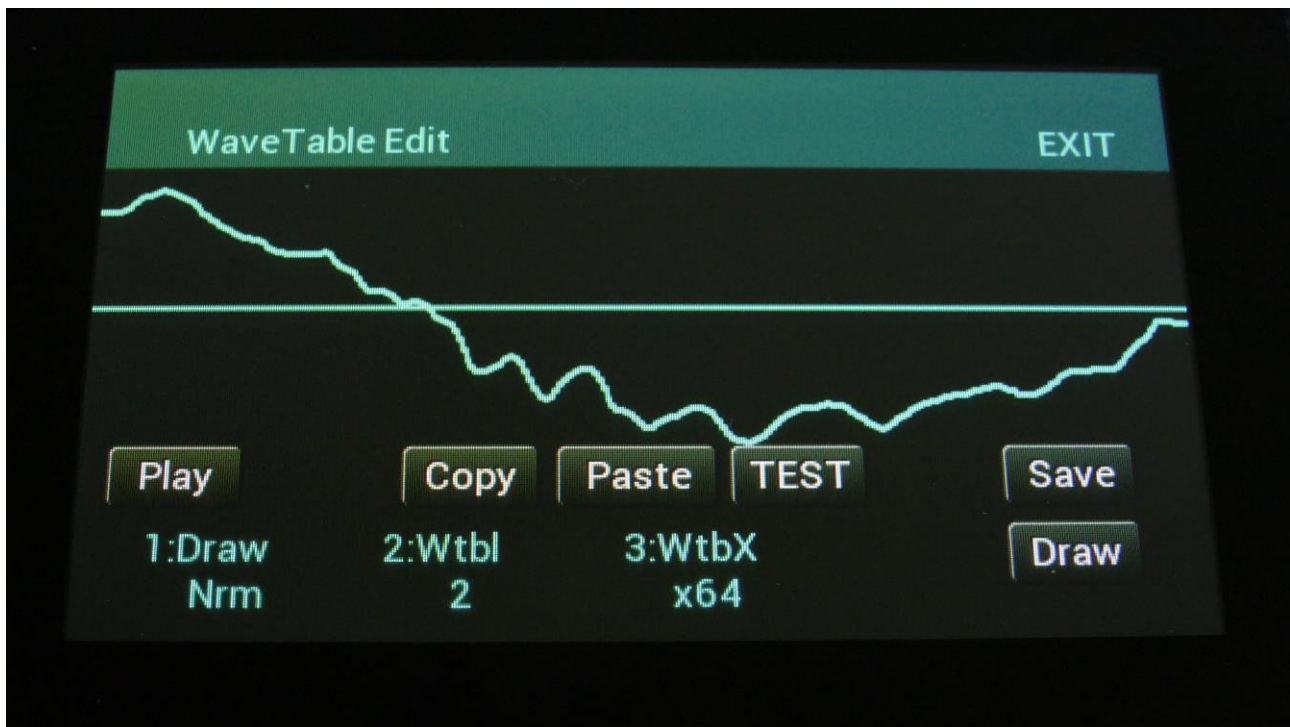 WaveTable Edit EXIT
Play Copy Paste TEST Save
1:Draw 2:Wtbl 3:WtbX Draw
Nrm 2 x64